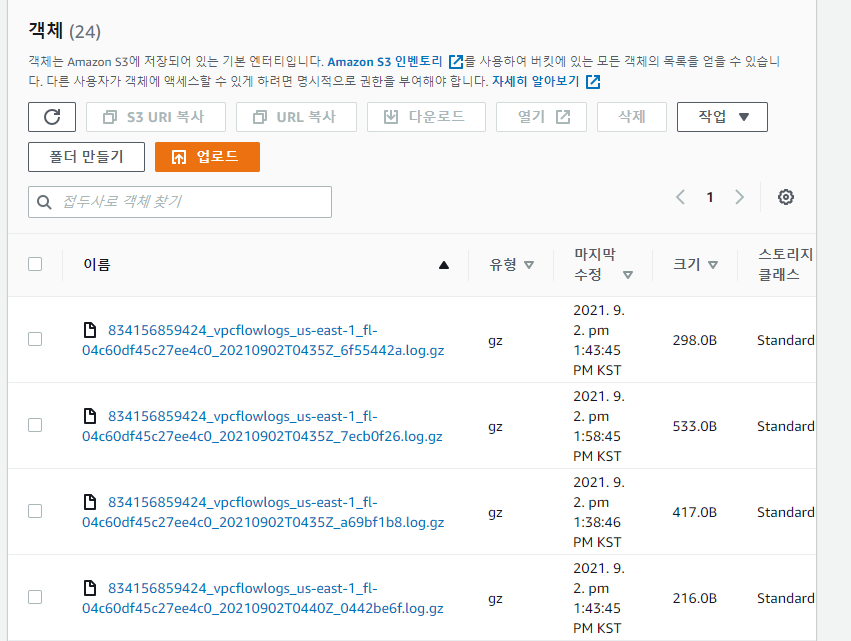 객체 (24)
객체는 Amazon S3에 저장되어 있는 기본 엔터티입니다. Amazon S3 인벤토리 를 사용하여 버킷에 있는 모든 객체의 목록을 얻을 수 있습니
다. 다른 사용자가 객체에 액세스할 수 있게 하려면 명시적으로 권한을 부여해야 합니다. 자세히 알아보기
S3 URI 복사 URL 복사 다운로드 열기 삭제 작업
폴더 만들기 업로드
접두사로 객체 찾기 1
이름 유형 마지막 수정 크기 스토리지 클래스
834156859424_vpcflowlogs_us-east-1_fl-
04c60df45c27ee4c0_20210902T0435Z_6f55442a.log.gz
gz
2021. 9.
2. pm
1:43:45
PM KST
298.0B
Standard
834156859424_vpcflowlogs_us-east-1_fl-
04c60df45c27ee4c0_20210902T0435Z_7ecb0f26.log.gz
gz
2021. 9.
2. pm
1:58:45
PM KST
533.0B
Standard
834156859424_vpcflowlogs_us-east-1_fl-
04c60df45c27ee4c0_20210902T0435Z_a69bf1b8.log.gz
gz
2021. 9.
2. pm
1:38:46
PM KST
417.0B
Standard
834156859424_vpcflowlogs_us-east-1_fl-
04c60df45c27ee4c0_20210902T0440Z_0442be6f.log.gz
gz
2021. 9.
2. pm
1:43:45
PM KST
216.0B
Standard